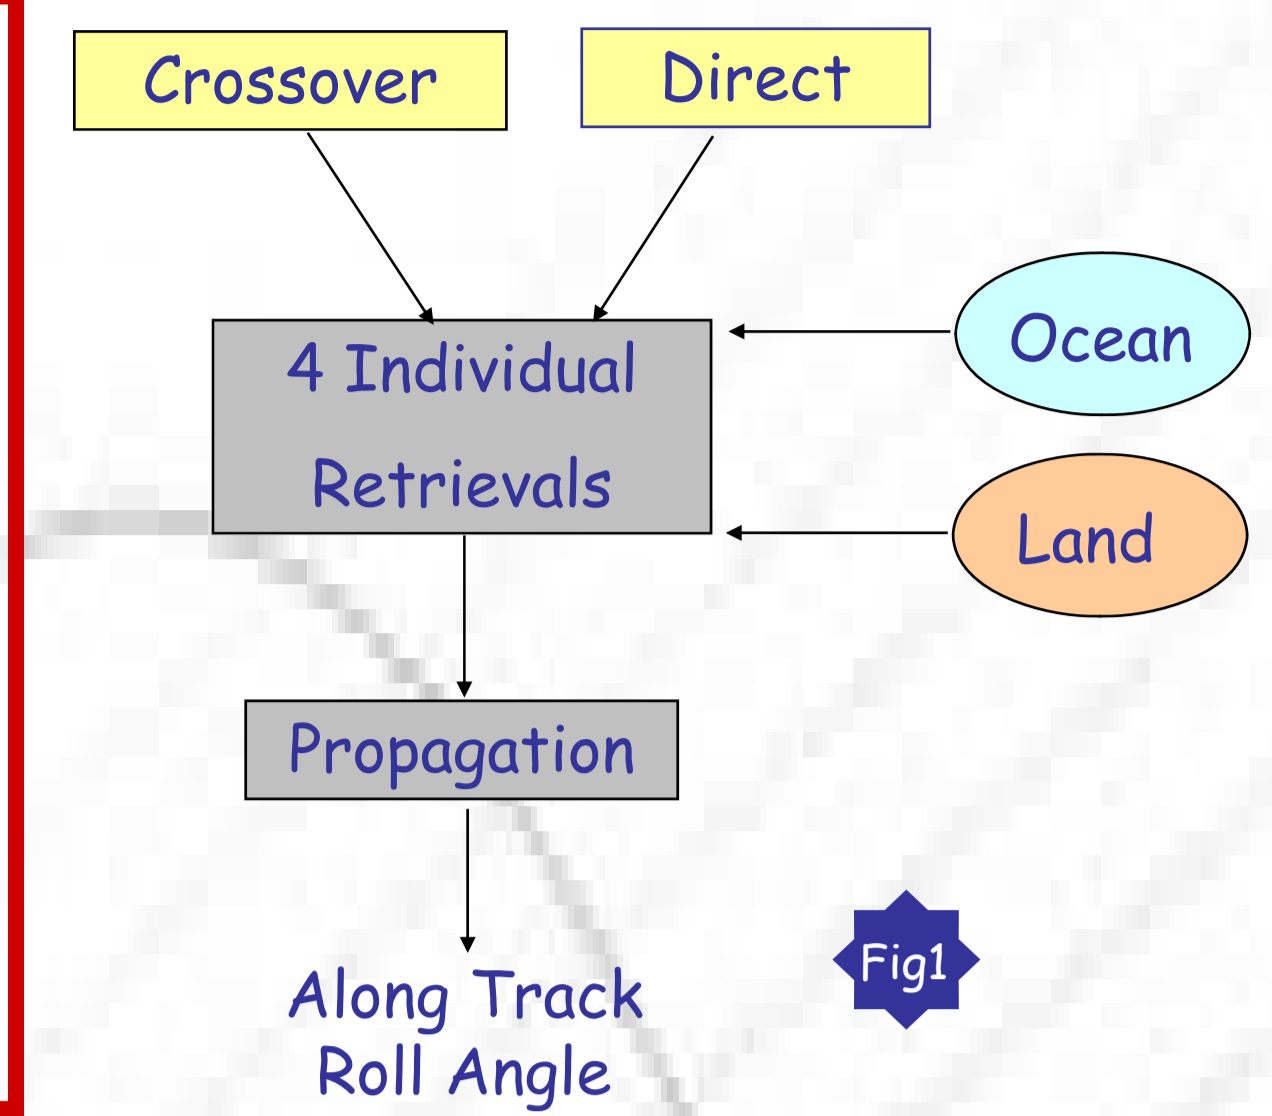 Crossover
Direct
4 Individual
Retrievals
Ocean
Land
Propagation
Along Track
Roll Angle
Fig1